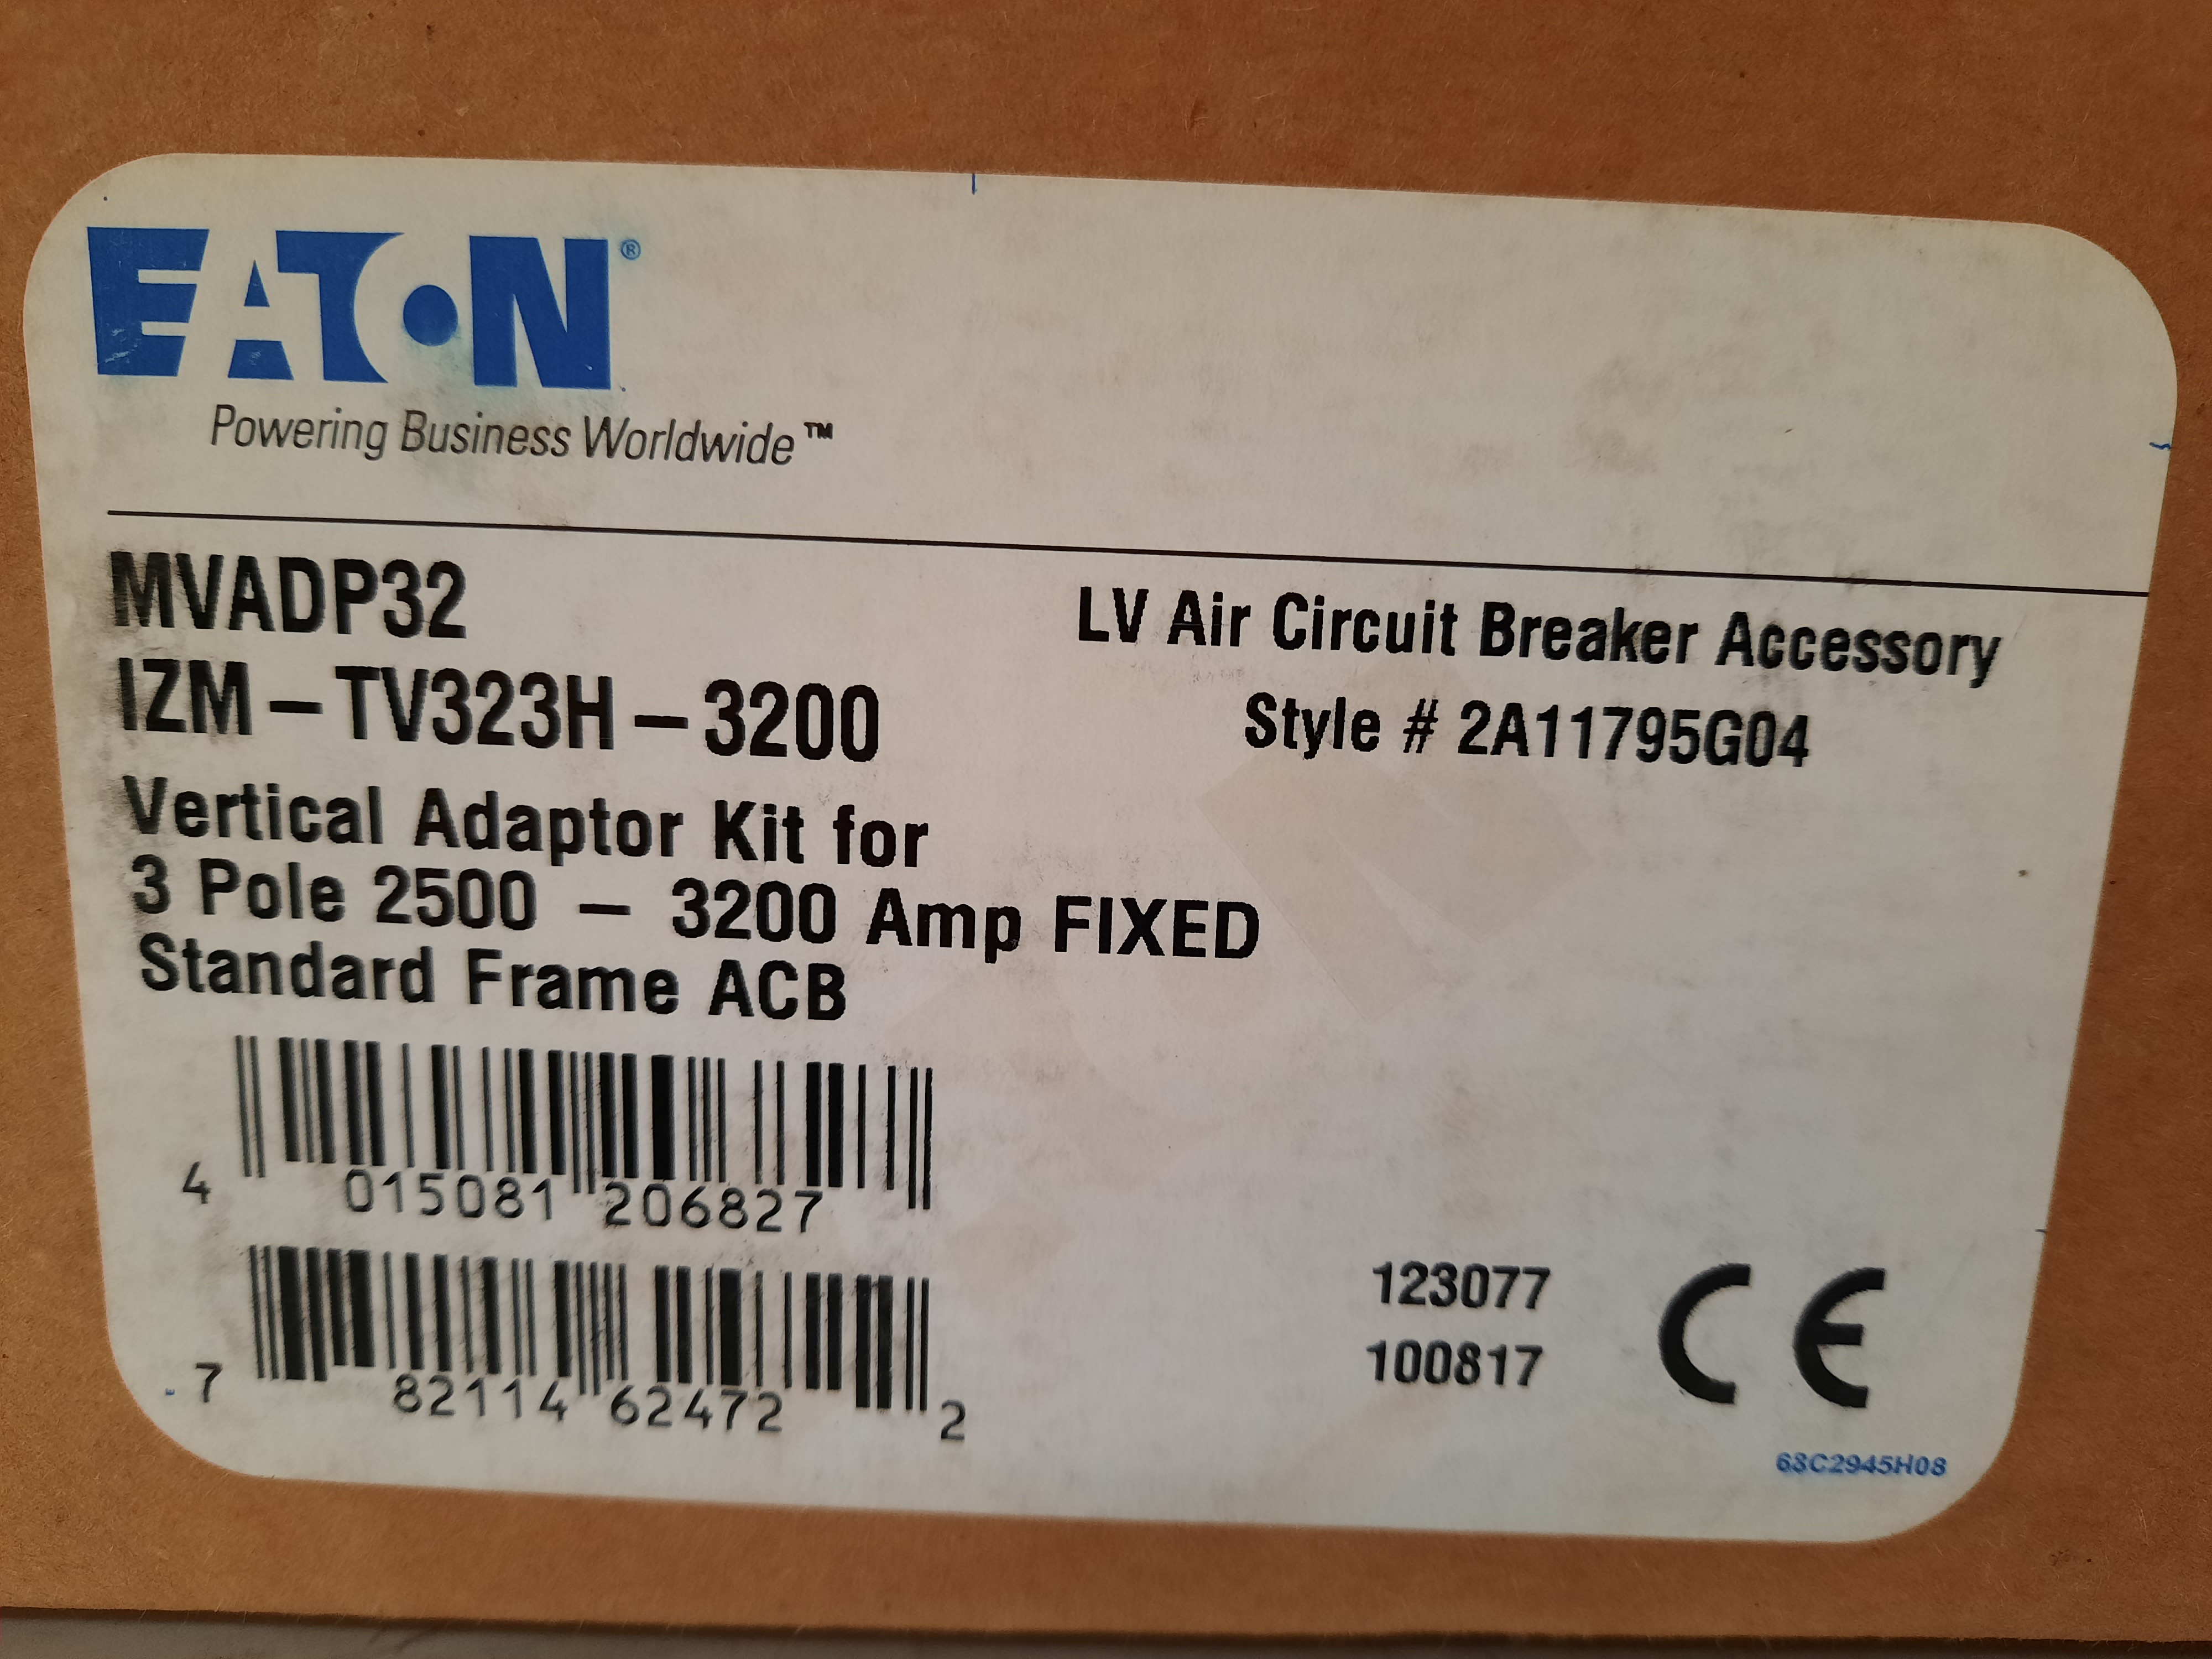 EATON®
Powering Business Worldwide™
MVADP32
IZM-TV323H-3200
LV Air Circuit Breaker Accessory
Style # 2A11795G04
Vertical Adaptor Kit for
3 Pole 2500 - 3200 Amp FIXED
Standard Frame ACB
4 015081 206827
7 82114 62472 2
123077
100817
CE
68C2945H08